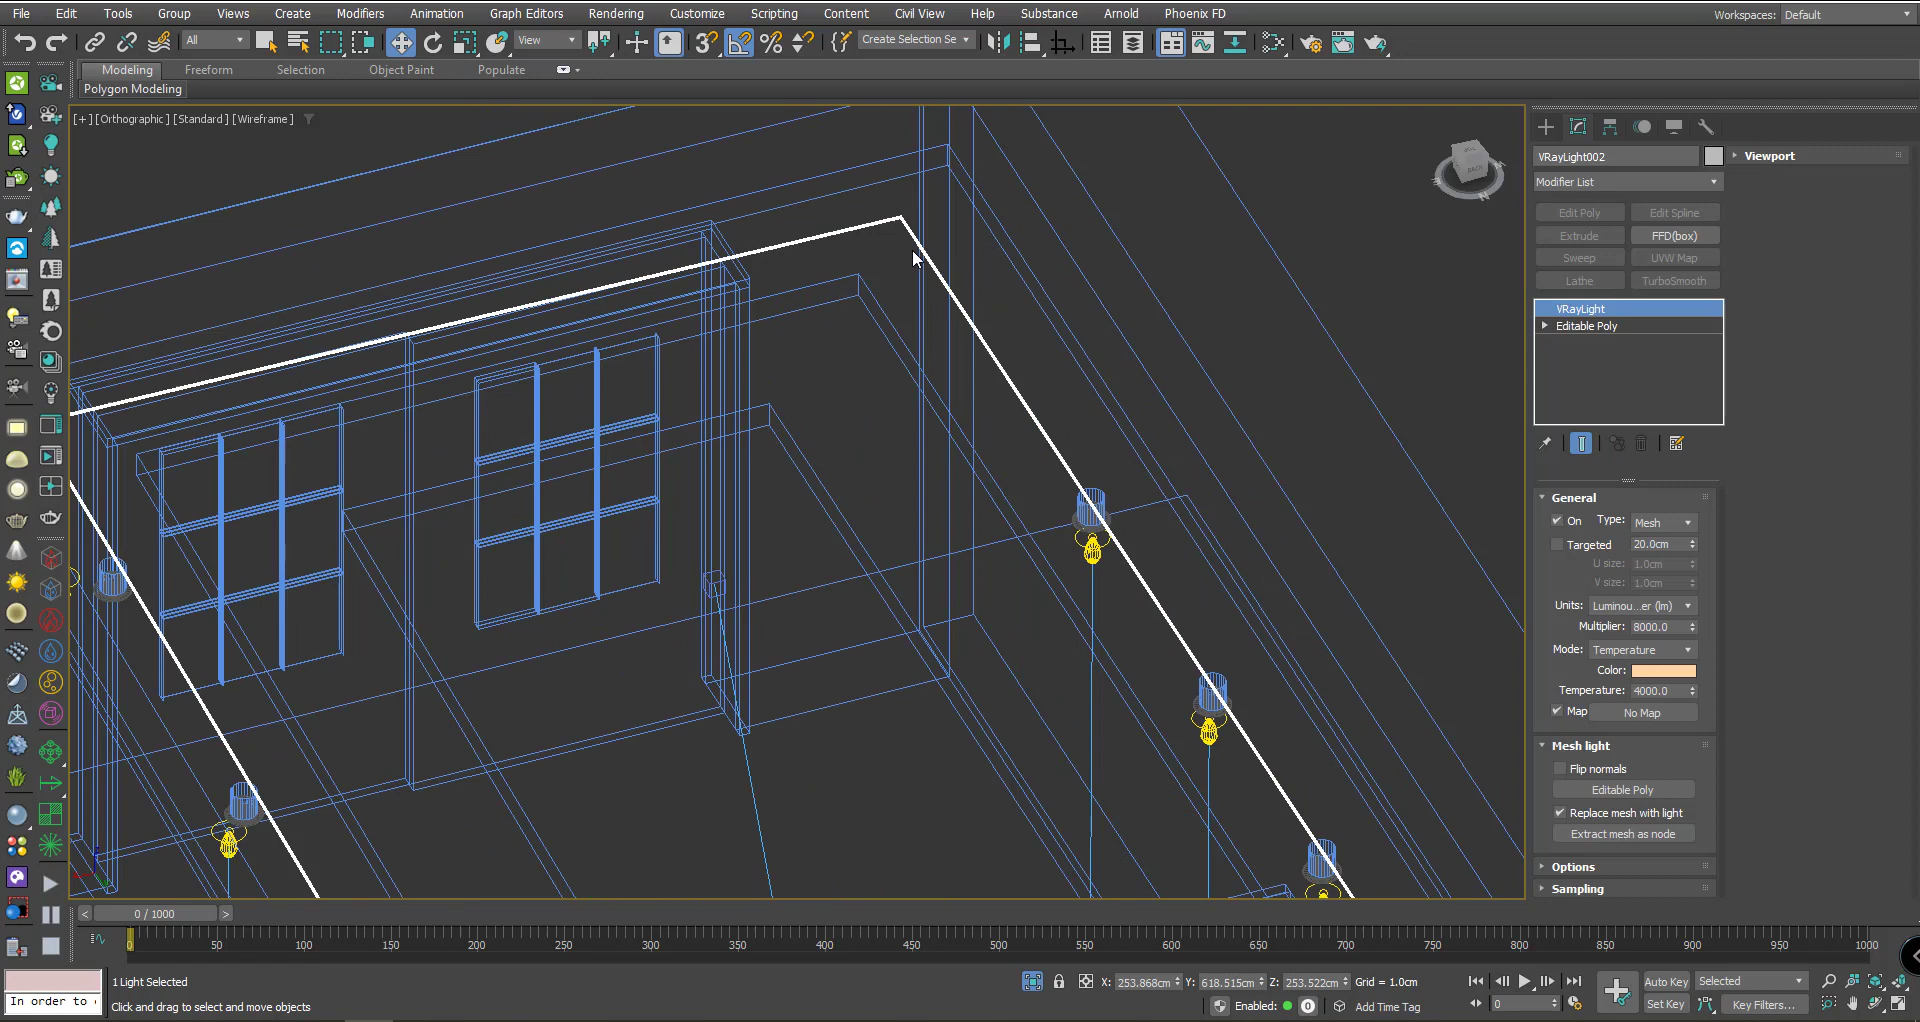 File Edit Tools Group Views Create Modifiers Animation Graph Editors Rendering Customize Scripting Content Civil View Help Substance Arnold Phoenix FD Workspaces: Default
All View Create Selection Se
Modeling Freeform Selection Object Paint Populate
Polygon Modeling
[+] [Orthographic] [Standard] [Wireframe]
VRayLight002 Viewport
Modifier List
Edit Poly Edit Spline
Extrude FFD(box)
Sweep UVW Map
Lathe TurboSmooth
VRayLight
Editable Poly
General
On Type: Mesh
Targeted 20.0cm
U size: 1.0cm
V size: 1.0cm
Units: Luminou...er (lm)
Multiplier: 8000.0
Mode: Temperature
Color:
Temperature: 4000.0
Map No Map
Mesh light
Flip normals
Editable Poly
Replace mesh with light
Extract mesh as node
Options
Sampling
< 0 / 1000 >
0 50 100 150 200 250 300 350 400 450 500 550 600 650 700 750 800 850 900 950 1000
1 Light Selected X: 253.868cm Y: 618.515cm Z: 253.522cm Grid = 1.0cm Auto Key Selected
In order to Click and drag to select and move objects Enabled: 0 Add Time Tag 0 Set Key Key Filters...